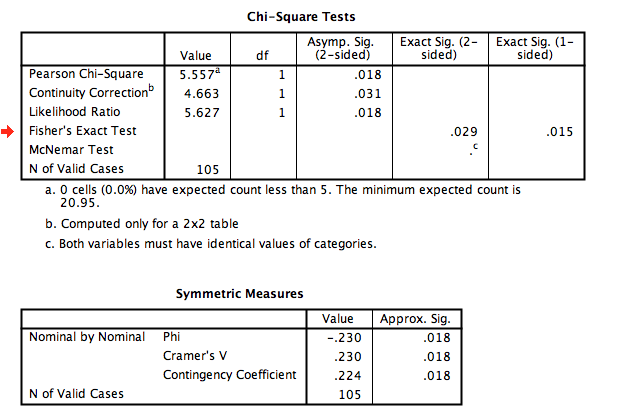 Chi-Square Tests
Value df Asymp. Sig. (2-sided) Exact Sig. (2-sided) Exact Sig. (1-sided)
Pearson Chi-Square 5.557a 1 .018
Continuity Correctionb 4.663 1 .031
Likelihood Ratio 5.627 1 .018
Fisher's Exact Test .029 .015
McNemar Test .c
N of Valid Cases 105
a. 0 cells (0.0%) have expected count less than 5. The minimum expected count is
20.95.
b. Computed only for a 2x2 table
c. Both variables must have identical values of categories.
Symmetric Measures
Value Approx. Sig.
Nominal by Nominal Phi -.230 .018
Cramer's V .230 .018
Contingency Coefficient .224 .018
N of Valid Cases 105